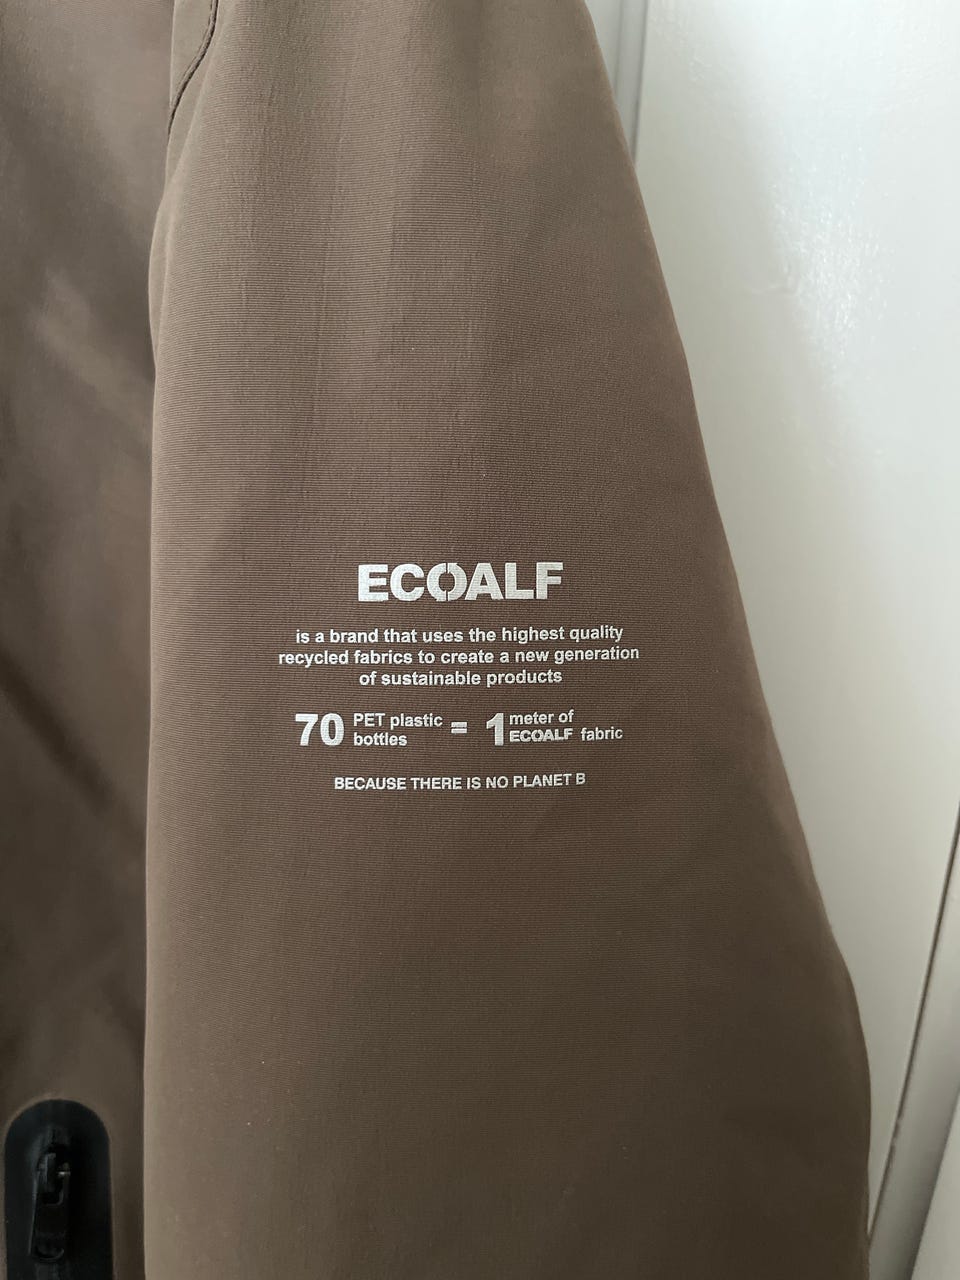 ECOALF
is a brand that uses the highest quality
recycled fabrics to create a new generation
of sustainable products
70 PET plastic bottles = 1 meter of ECOALF fabric
BECAUSE THERE IS NO PLANET B